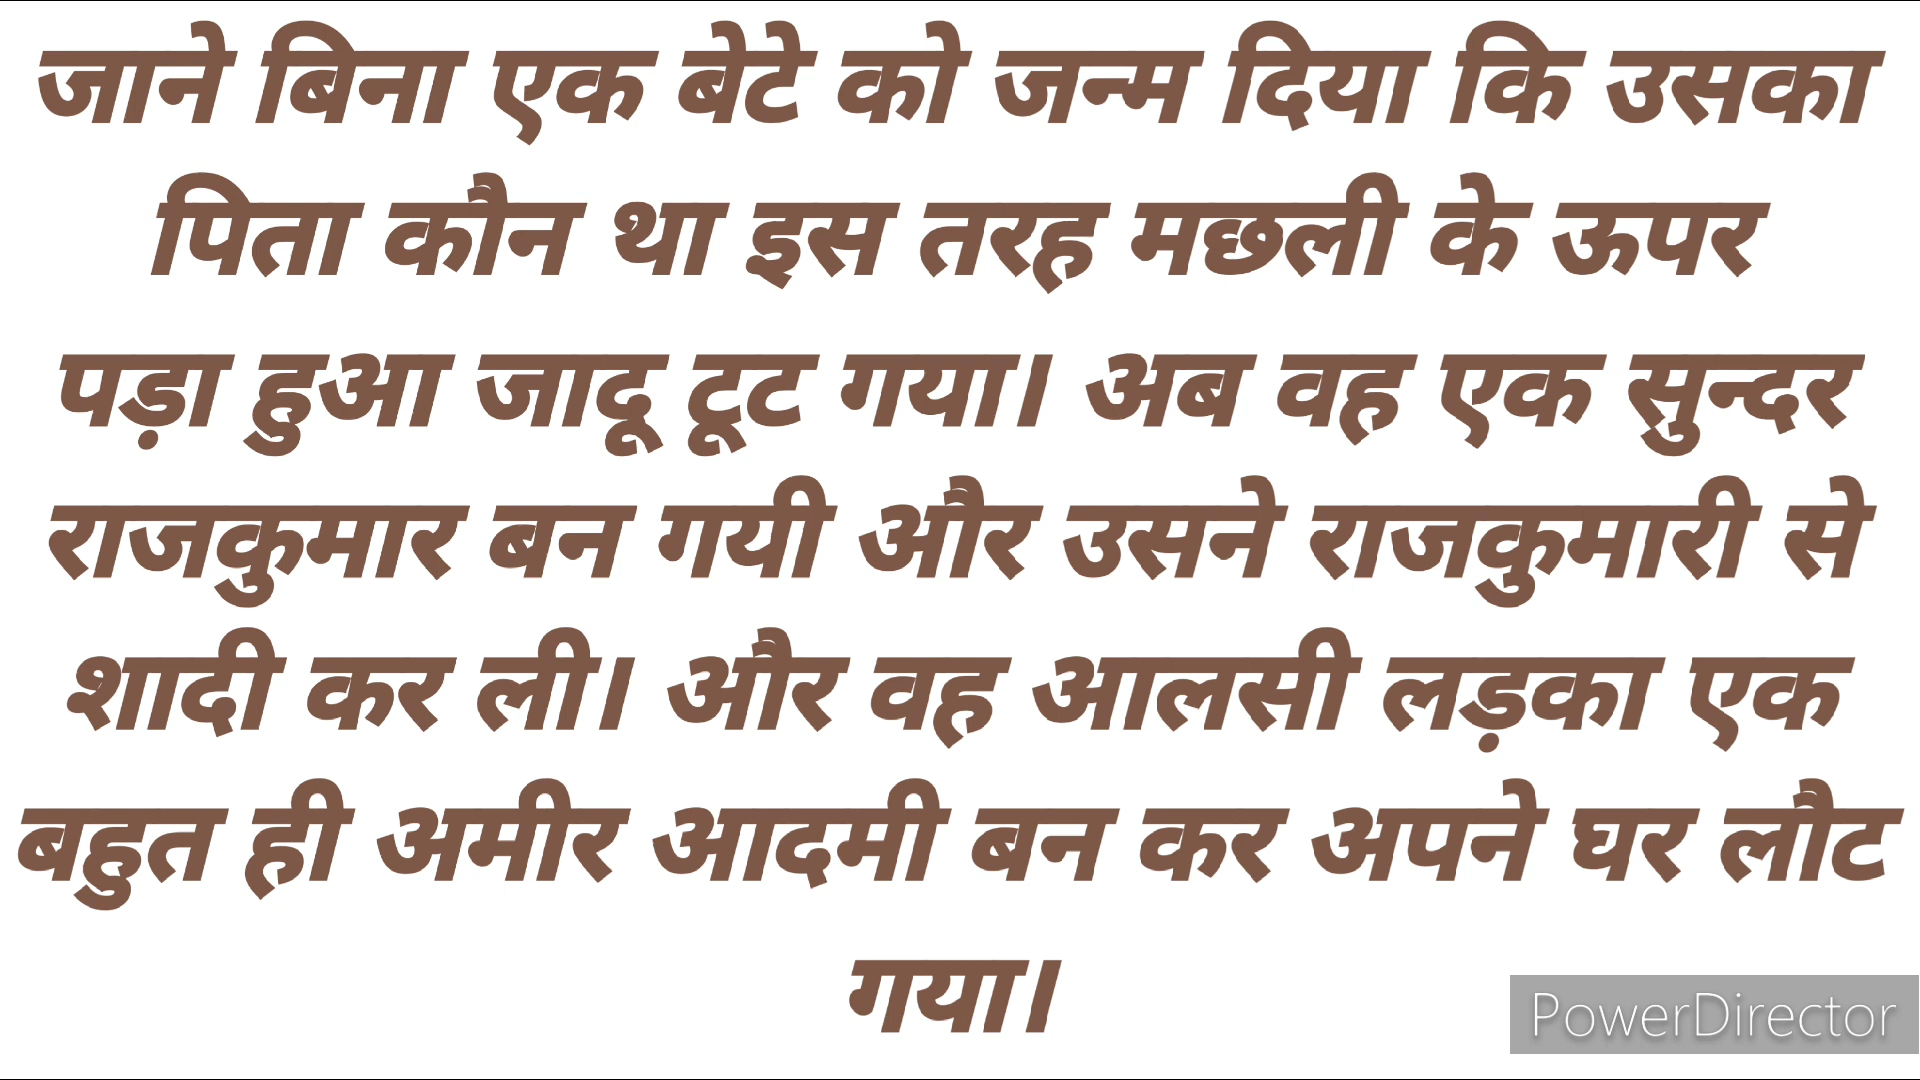 जाने बिना एक बेटे को जन्म दिया कि उसका
पिता कौन था इस तरह मछली के ऊपर
पड़ा हुआ जादू टूट गया। अब वह एक सुन्दर
राजकुमार बन गयी और उसने राजकुमारी से
शादी कर ली। और वह आलसी लड़का एक
बहुत ही अमीर आदमी बन कर अपने घर लौट
गया।
PowerDirector